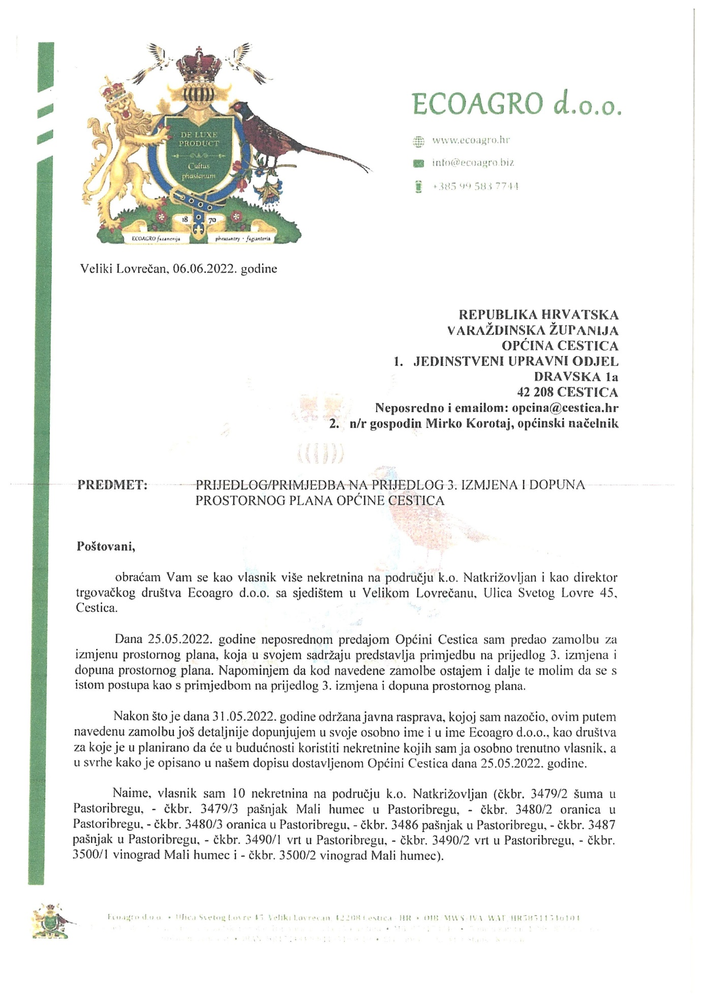 DE LUXE
PRODUCT
Cultus
phasianum
18 70
ECOAGRO fazanerija
pheasantry · fagianteria
ECOAGRO d.o.o.
www.ecoagro.hr
info@ecoagro.biz
+385 99 583 7744
Veliki Lovrečan, 06.06.2022. godine
REPUBLIKA HRVATSKA
VARAŽDINSKA ŽUPANIJA
OPĆINA CESTICA
1. JEDINSTVENI UPRAVNI ODJEL
DRAVSKA 1a
42 208 CESTICA
Neposredno i emailom: opcina@cestica.hr
2. n/r gospodin Mirko Korotaj, općinski načelnik
PREDMET: PRIJEDLOG/PRIMJEDBA NA PRIJEDLOG 3. IZMJENA I DOPUNA
PROSTORNOG PLANA OPĆINE CESTICA
Poštovani,
obraćam Vam se kao vlasnik više nekretnina na području k.o. Natkrižovljan i kao direktor
trgovačkog društva Ecoagro d.o.o. sa sjedištem u Velikom Lovrečanu, Ulica Svetog Lovre 45,
Cestica.
Dana 25.05.2022. godine neposrednom predajom Općini Cestica sam predao zamolbu za
izmjenu prostornog plana, koja u svojem sadržaju predstavlja primjedbu na prijedlog 3. izmjena i
dopuna prostornog plana. Napominjem da kod navedene zamolbe ostajem i dalje te molim da se s
istom postupa kao s primjedbom na prijedlog 3. izmjena i dopuna prostornog plana.
Nakon što je dana 31.05.2022. godine održana javna rasprava, kojoj sam nazočio, ovim putem
navedenu zamolbu još detaljnije dopunjujem u svoje osobno ime i u ime Ecoagro d.o.o., kao društva
za koje je u planirano da će u budućnosti koristiti nekretnine kojih sam ja osobno trenutno vlasnik, a
u svrhe kako je opisano u našem dopisu dostavljenom Općini Cestica dana 25.05.2022. godine.
Naime, vlasnik sam 10 nekretnina na području k.o. Natkrižovljan (čkbr. 3479/2 šuma u
Pastoribregu, - čkbr. 3479/3 pašnjak Mali humec u Pastoribregu, - čkbr. 3480/2 oranica u
Pastoribregu, - čkbr. 3480/3 oranica u Pastoribregu, - čkbr. 3486 pašnjak u Pastoribregu, - čkbr. 3487
pašnjak u Pastoribregu, - čkbr. 3490/1 vrt u Pastoribregu, - čkbr. 3490/2 vrt u Pastoribregu, - čkbr.
3500/1 vinograd Mali humec i - čkbr. 3500/2 vinograd Mali humec).
Ecoagro d.o.o. • Ulica Svetog Lovre 45 Veliki Lovrečan, 42208 Cestica HR • OIB